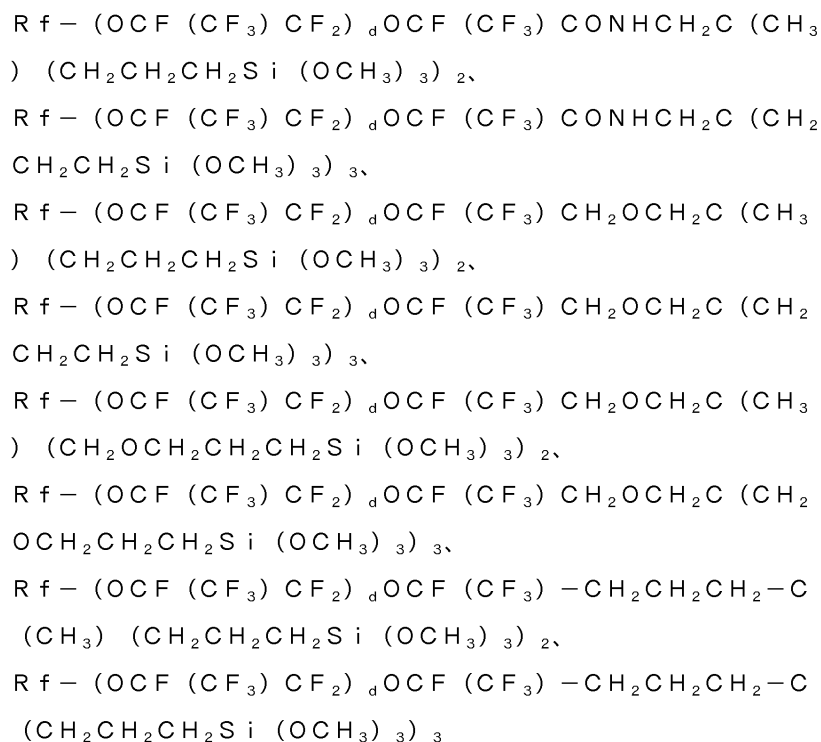 Rf−(OCF(CF₃)CF₂)dOCF(CF₃)CONHCH₂C(CH₃
)(CH₂CH₂CH₂Si(OCH₃)₃)₂、
Rf−(OCF(CF₃)CF₂)dOCF(CF₃)CONHCH₂C(CH₂
CH₂CH₂Si(OCH₃)₃)₃、
Rf−(OCF(CF₃)CF₂)dOCF(CF₃)CH₂OCH₂C(CH₃
)(CH₂CH₂CH₂Si(OCH₃)₃)₂、
Rf−(OCF(CF₃)CF₂)dOCF(CF₃)CH₂OCH₂C(CH₂
CH₂CH₂Si(OCH₃)₃)₃、
Rf−(OCF(CF₃)CF₂)dOCF(CF₃)CH₂OCH₂C(CH₃
)(CH₂OCH₂CH₂CH₂Si(OCH₃)₃)₂、
Rf−(OCF(CF₃)CF₂)dOCF(CF₃)CH₂OCH₂C(CH₂
OCH₂CH₂CH₂Si(OCH₃)₃)₃、
Rf−(OCF(CF₃)CF₂)dOCF(CF₃)−CH₂CH₂CH₂−C
(CH₃)(CH₂CH₂CH₂Si(OCH₃)₃)₂、
Rf−(OCF(CF₃)CF₂)dOCF(CF₃)−CH₂CH₂CH₂−C
(CH₂CH₂CH₂Si(OCH₃)₃)₃